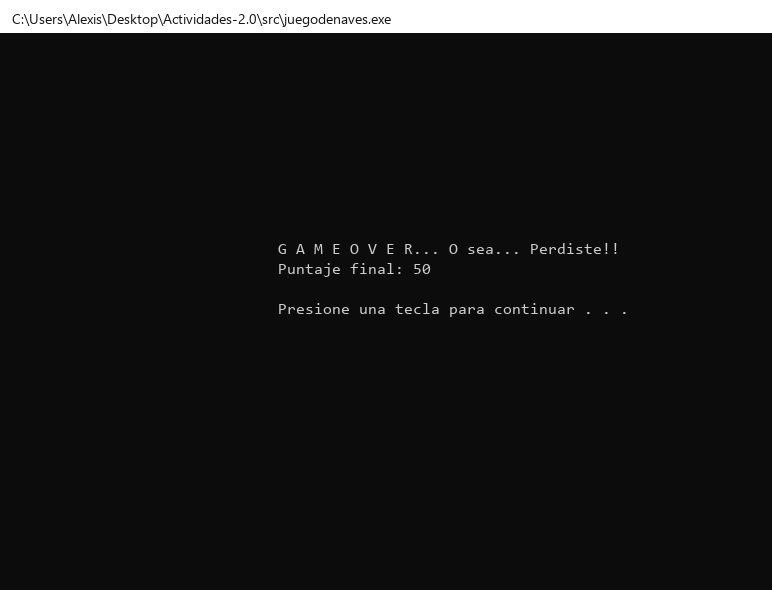 C:\Users\Alexis\Desktop\Actividades-2.0\src\juegodenaves.exe
G A M E O V E R... O sea... Perdiste!!
Puntaje final: 50
Presione una tecla para continuar . . .